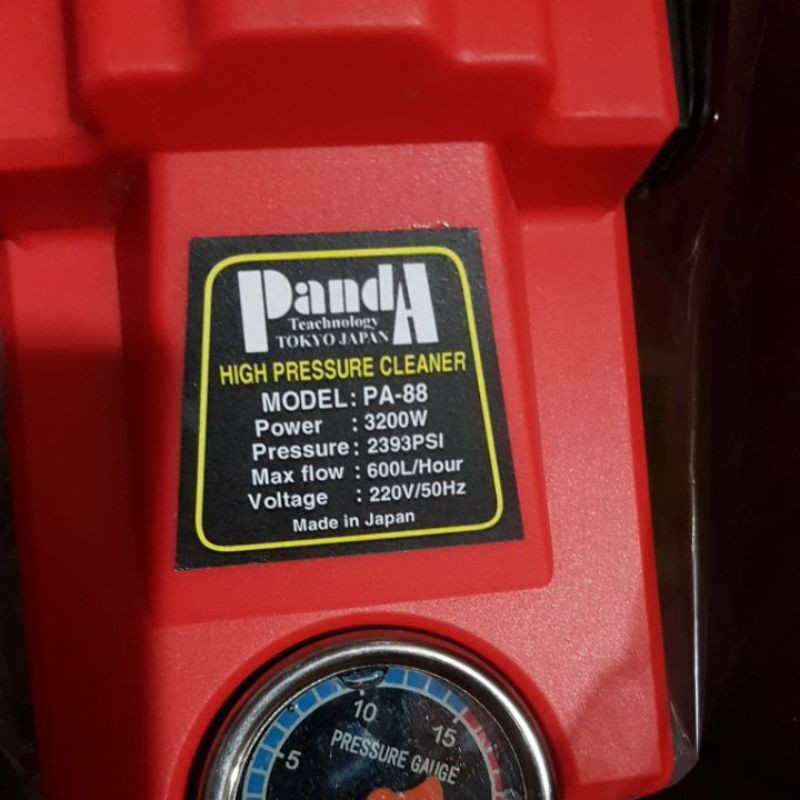 PandA
Teachnology
TOKYO JAPAN
HIGH PRESSURE CLEANER
MODEL: PA-88
Power : 3200W
Pressure : 2393PSI
Max flow : 600L/Hour
Voltage : 220V/50Hz
Made in Japan
5 10 15
PRESSURE GAUGE